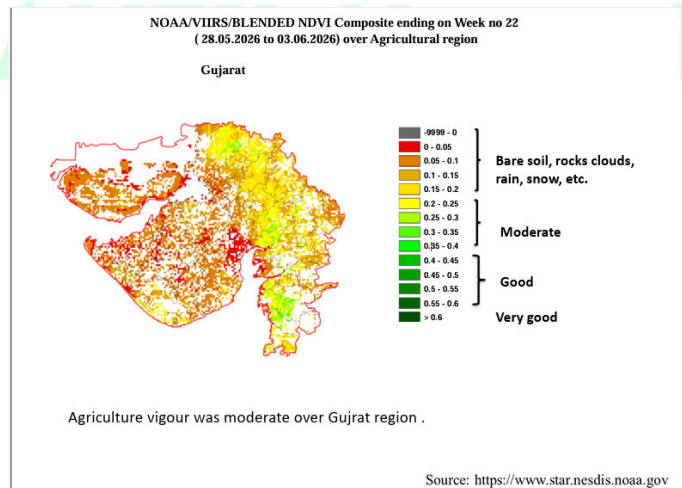 NOAA/VIIRS/BLENDED NDVI Composite ending on Week no 22
( 28.05.2026 to 03.06.2026) over Agricultural region
Gujarat
-9999 - 0
0 - 0.05
0.05 - 0.1
0.1 - 0.15
0.15 - 0.2
0.2 - 0.25
0.25 - 0.3
0.3 - 0.35
0.35 - 0.4
0.4 - 0.45
0.45 - 0.5
0.5 - 0.55
0.55 - 0.6
> 0.6
Bare soil, rocks clouds,
rain, snow, etc.
Moderate
Good
Very good
Agriculture vigour was moderate over Gujrat region .
Source: https://www.star.nesdis.noaa.gov